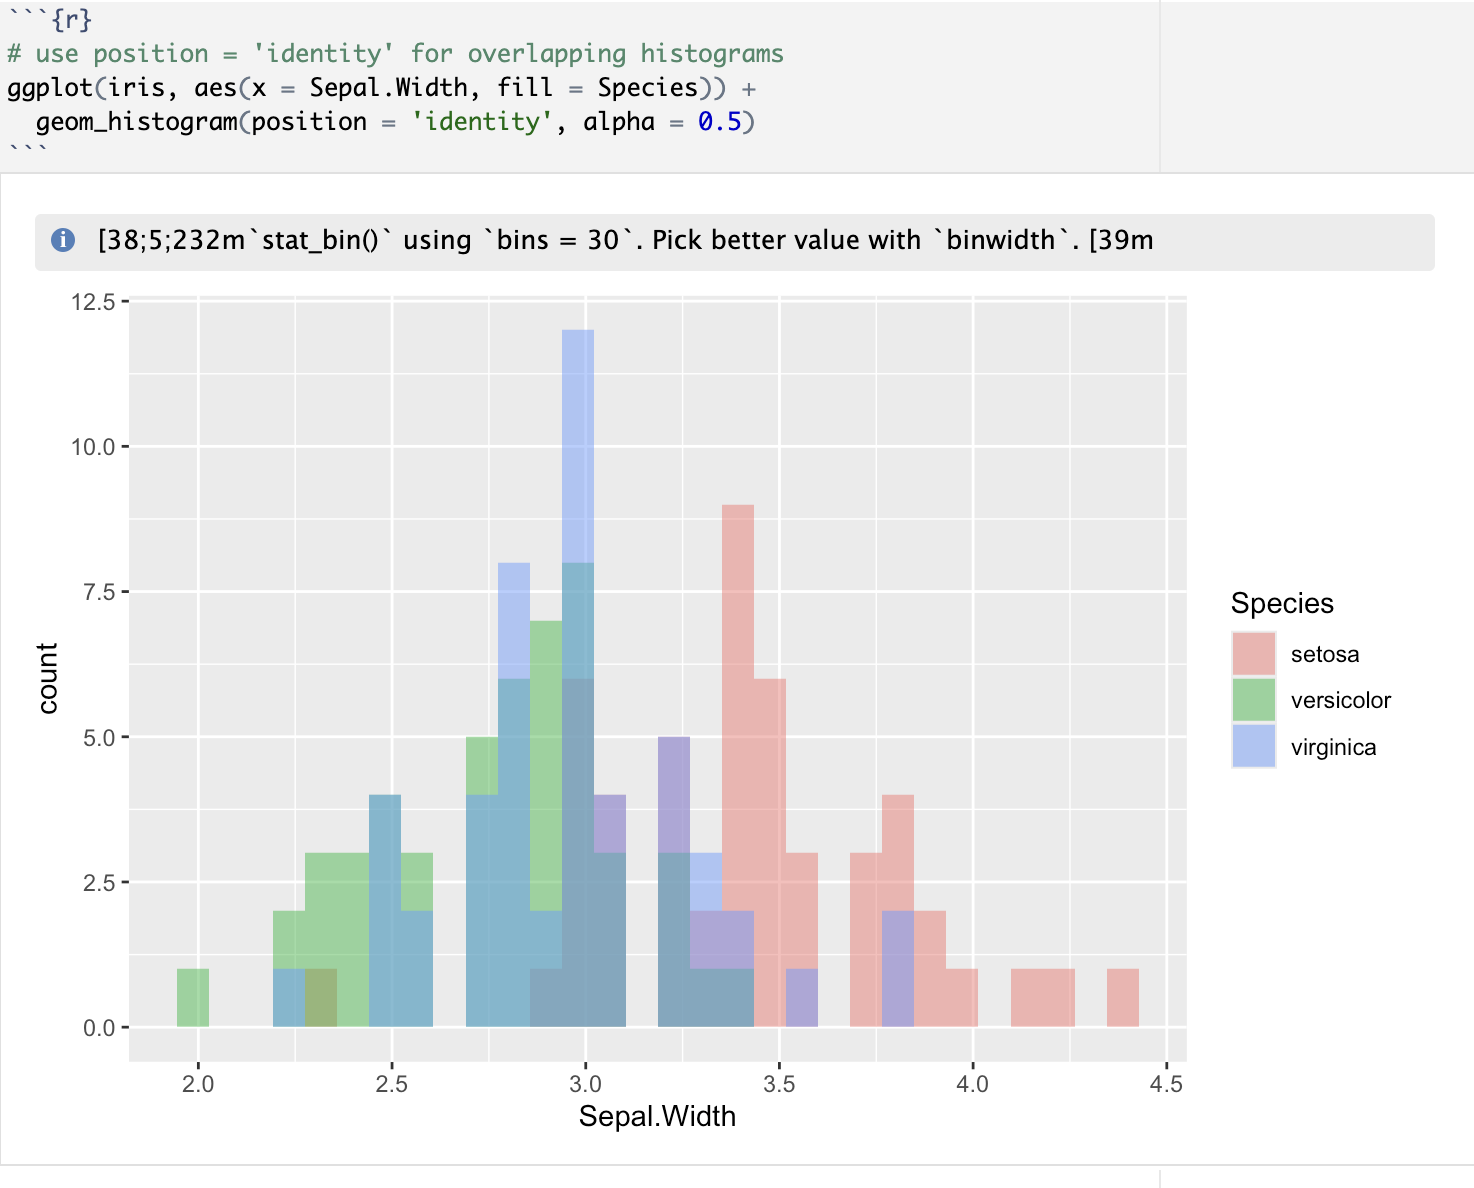 ```{r}
# use position = 'identity' for overlapping histograms
ggplot(iris, aes(x = Sepal.Width, fill = Species)) +
  geom_histogram(position = 'identity', alpha = 0.5)
```
[38;5;232m`stat_bin()` using `bins = 30`. Pick better value with `binwidth`. [39m
12.5
10.0
7.5
5.0
2.5
0.0
count
2.0 2.5 3.0 3.5 4.0 4.5
Sepal.Width
Species
setosa
versicolor
virginica